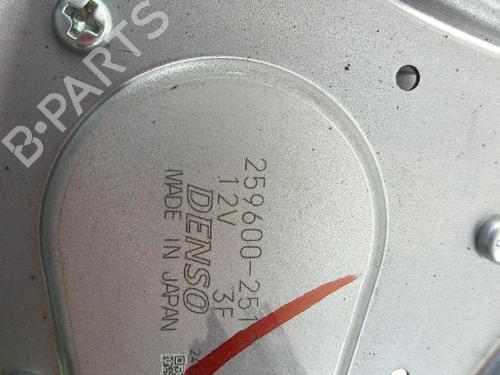 B-PARTS
259600-251
12V 3F
DENSO
MADE IN JAPAN